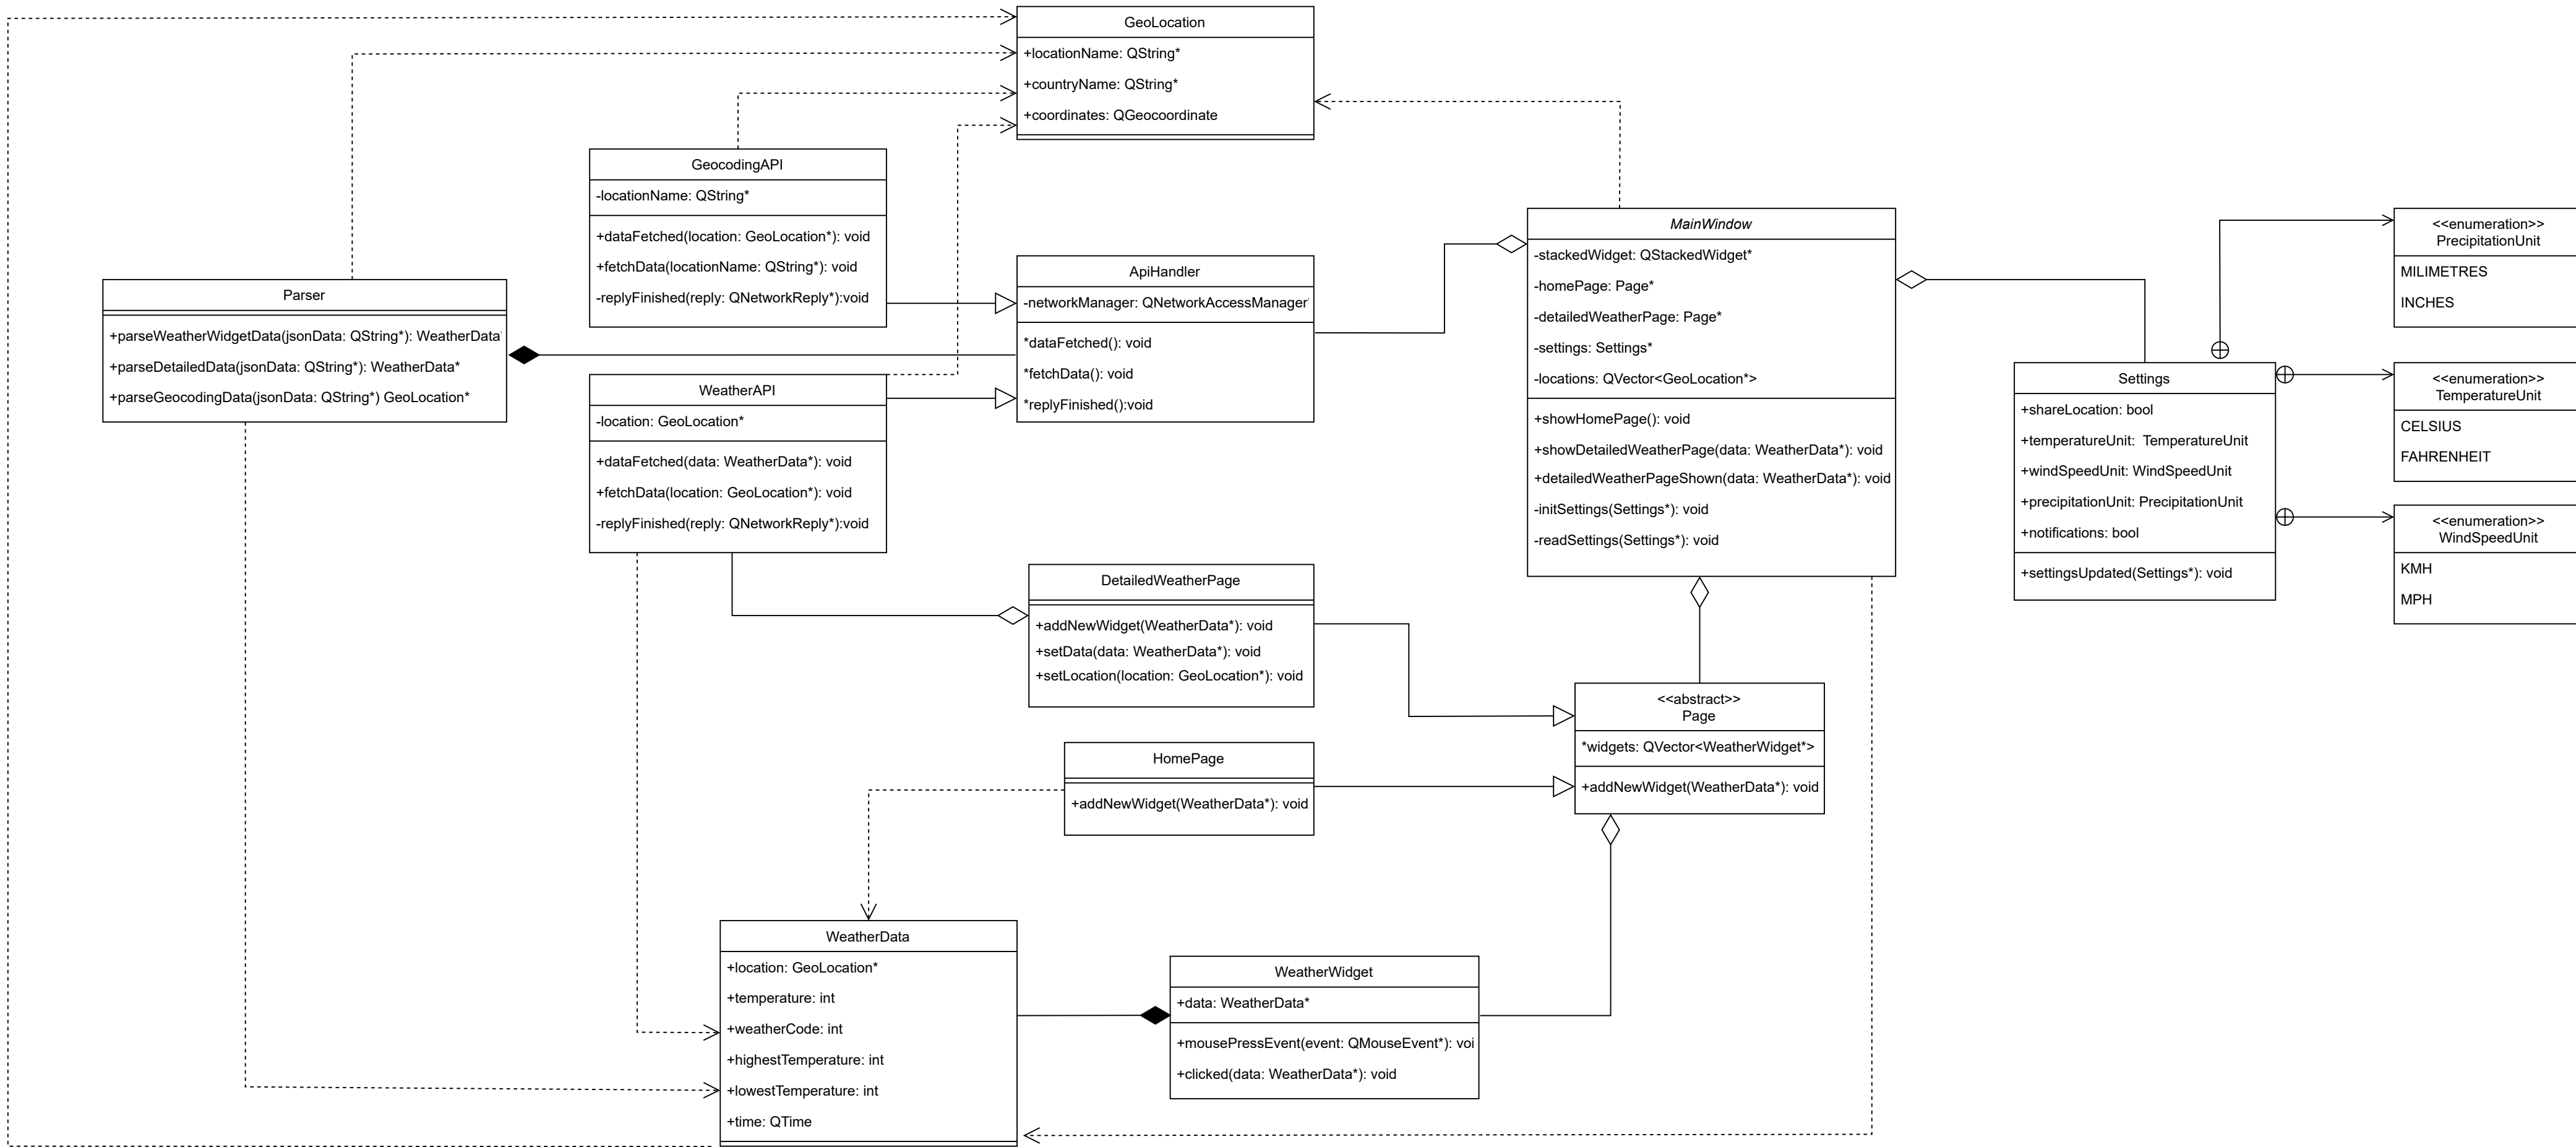 GeoLocation
+locationName: QString*
+countryName: QString*
+coordinates: QGeocoordinate
GeocodingAPI
-locationName: QString*
+dataFetched(location: GeoLocation*): void
+fetchData(locationName: QString*): void
-replyFinished(reply: QNetworkReply*):void
Parser
+parseWeatherWidgetData(jsonData: QString*): WeatherData*
+parseDetailedData(jsonData: QString*): WeatherData*
+parseGeocodingData(jsonData: QString*) GeoLocation*
ApiHandler
-networkManager: QNetworkAccessManager*
*dataFetched(): void
*fetchData(): void
*replyFinished():void
WeatherAPI
-location: GeoLocation*
+dataFetched(data: WeatherData*): void
+fetchData(location: GeoLocation*): void
-replyFinished(reply: QNetworkReply*):void
MainWindow
-stackedWidget: QStackedWidget*
-homePage: Page*
-detailedWeatherPage: Page*
-settings: Settings*
-locations: QVector<GeoLocation*>
+showHomePage(): void
+showDetailedWeatherPage(data: WeatherData*): void
+detailedWeatherPageShown(data: WeatherData*): void
-initSettings(Settings*): void
-readSettings(Settings*): void
<<enumeration>>
PrecipitationUnit
MILIMETRES
INCHES
Settings
+shareLocation: bool
+temperatureUnit:  TemperatureUnit
+windSpeedUnit: WindSpeedUnit
+precipitationUnit: PrecipitationUnit
+notifications: bool
+settingsUpdated(Settings*): void
<<enumeration>>
TemperatureUnit
CELSIUS
FAHRENHEIT
<<enumeration>>
WindSpeedUnit
KMH
MPH
DetailedWeatherPage
+addNewWidget(WeatherData*): void
+setData(data: WeatherData*): void
+setLocation(location: GeoLocation*): void
<<abstract>>
Page
*widgets: QVector<WeatherWidget*>
+addNewWidget(WeatherData*): void
HomePage
+addNewWidget(WeatherData*): void
WeatherData
+location: GeoLocation*
+temperature: int
+weatherCode: int
+highestTemperature: int
+lowestTemperature: int
+time: QTime
WeatherWidget
+data: WeatherData*
+mousePressEvent(event: QMouseEvent*): voi
+clicked(data: WeatherData*): void